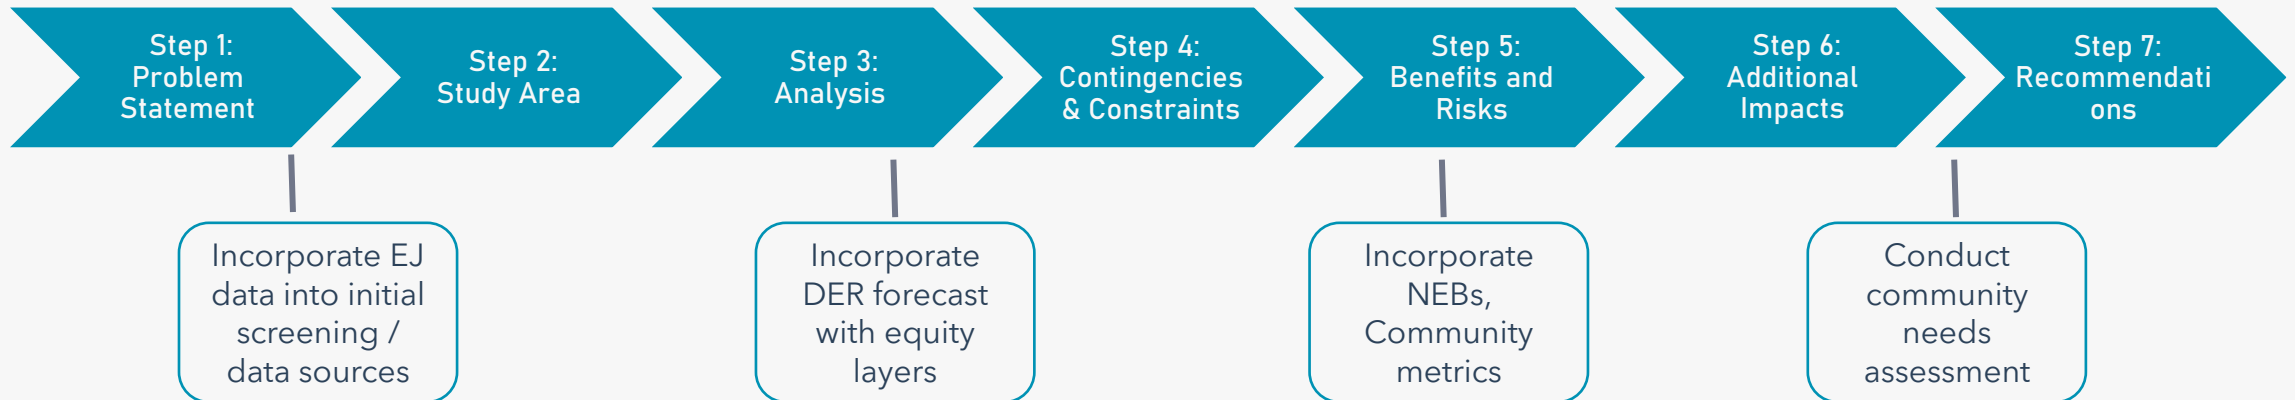 Step 1:
Problem
Statement
Step 2:
Study Area
Step 3:
Analysis
Step 4:
Contingencies
& Constraints
Step 5:
Benefits and
Risks
Step 6:
Additional
Impacts
Step 7:
Recommendati
ons
Incorporate EJ
data into initial
screening /
data sources
Incorporate
DER forecast
with equity
layers
Incorporate
NEBs,
Community
metrics
Conduct
community
needs
assessment